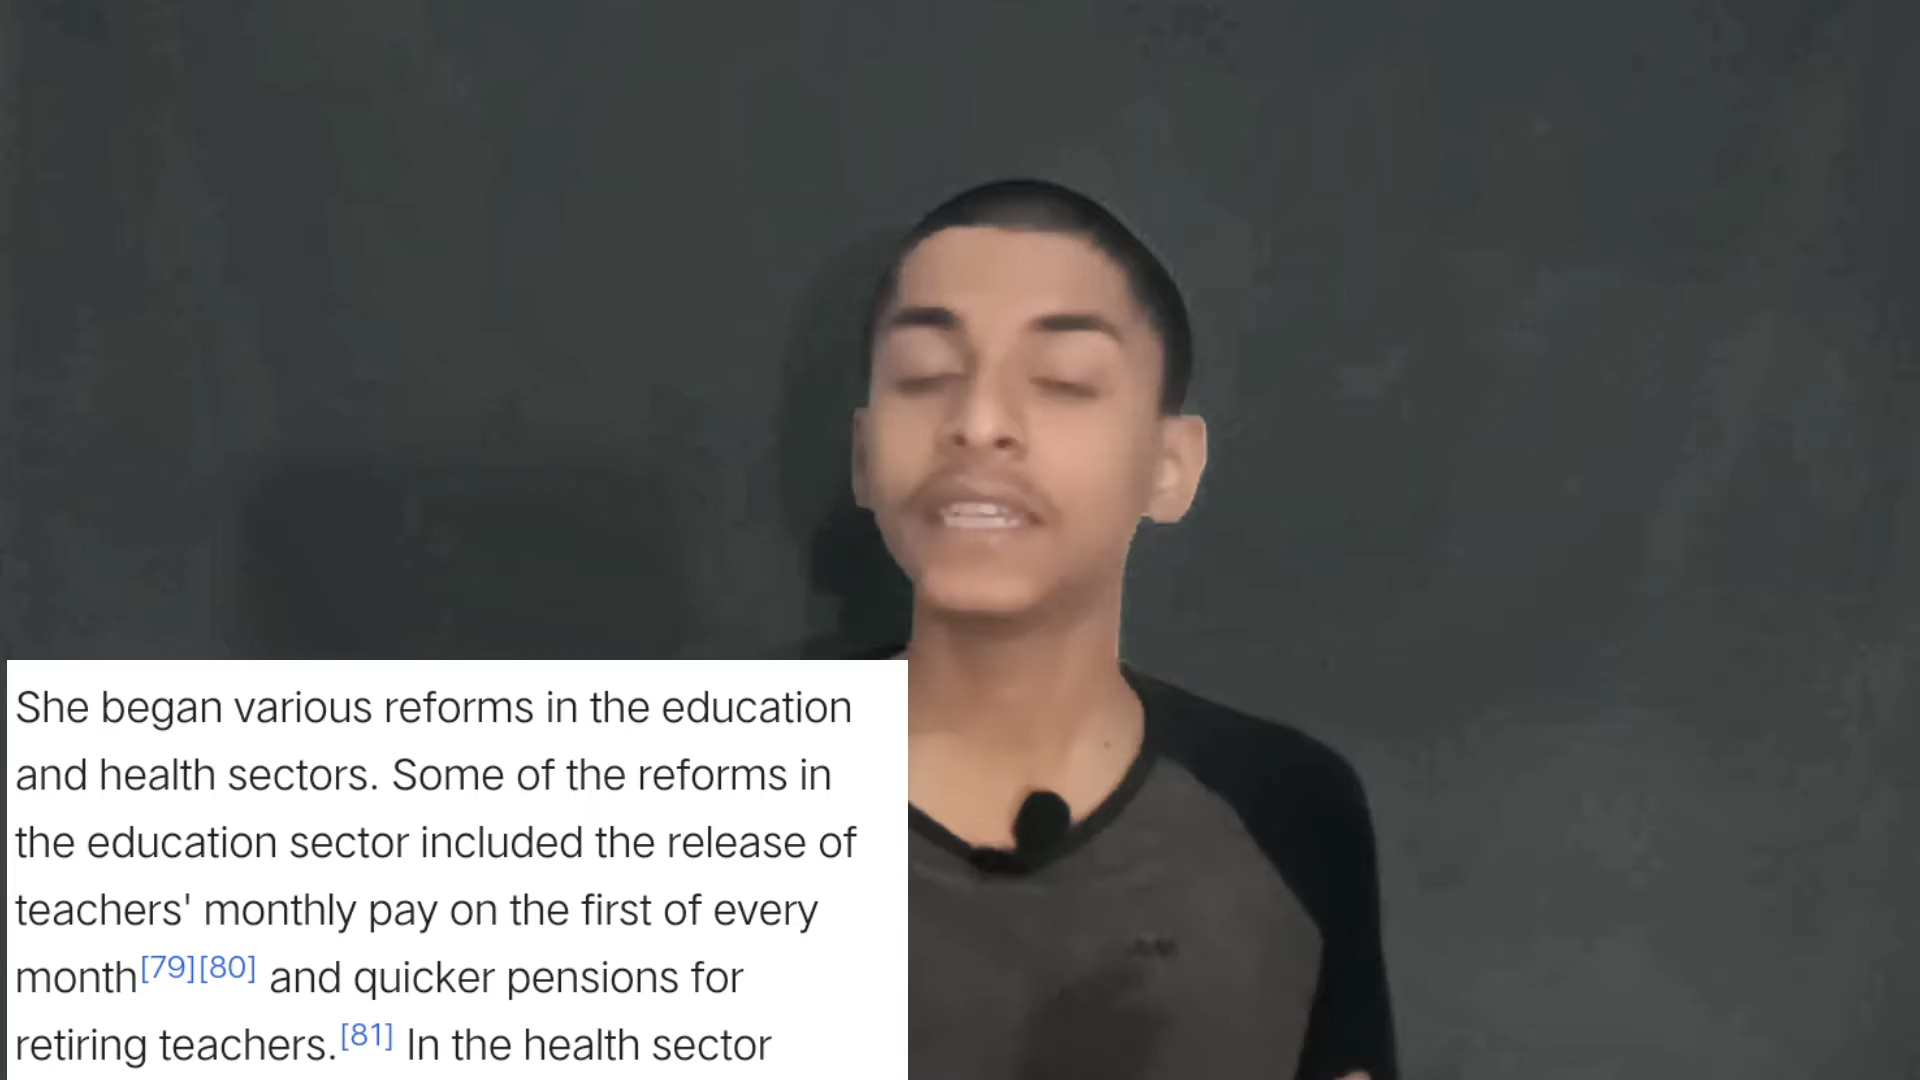 She began various reforms in the education
and health sectors. Some of the reforms in
the education sector included the release of
teachers' monthly pay on the first of every
month[79][80] and quicker pensions for
retiring teachers.[81] In the health sector